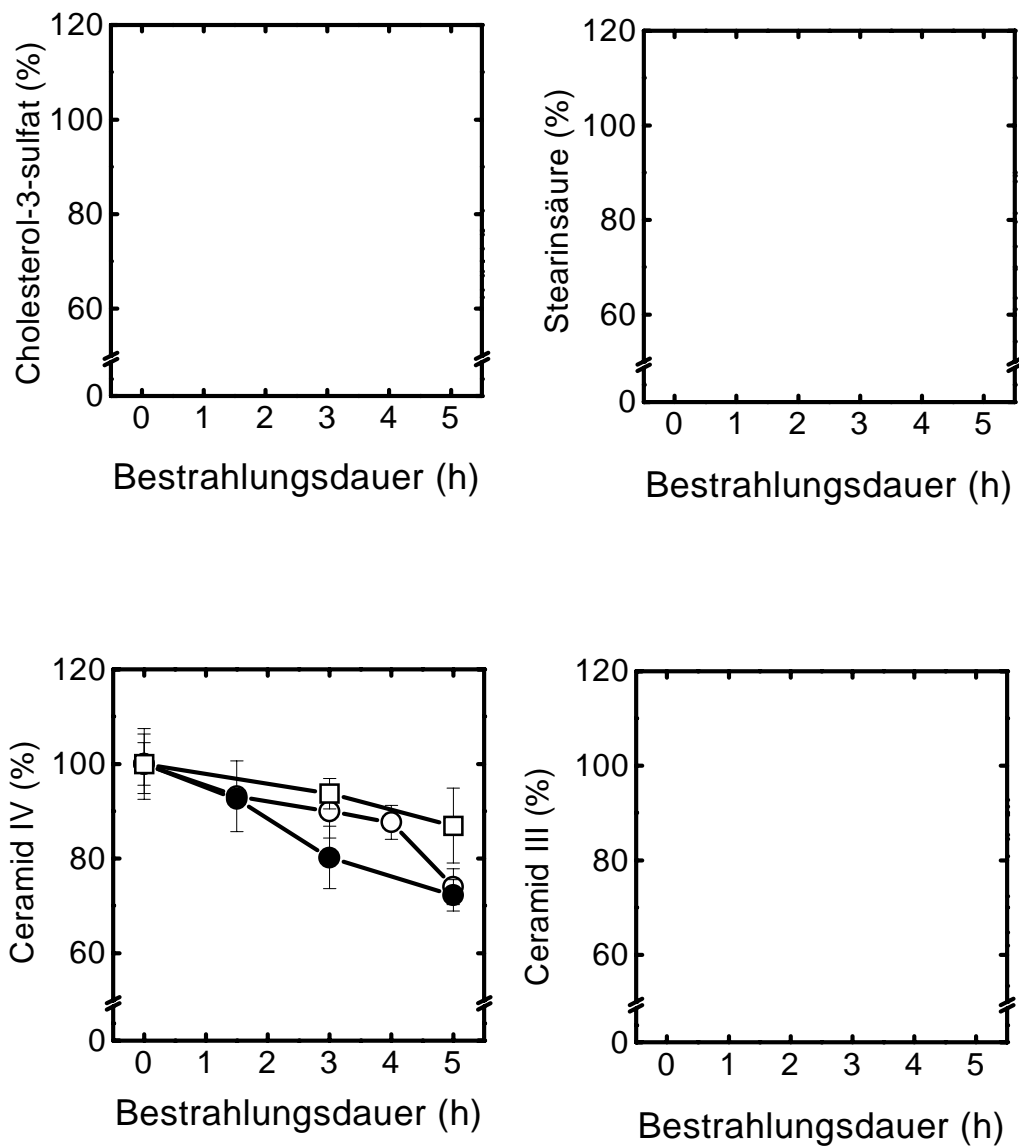 Cholesterol-3-sulfat (%)
120
100
80
60
0
0 1 2 3 4 5
Bestrahlungsdauer (h)
Stearinsäure (%)
120
100
80
60
0
0 1 2 3 4 5
Bestrahlungsdauer (h)
Ceramid IV (%)
120
100
80
60
0
0 1 2 3 4 5
Bestrahlungsdauer (h)
Ceramid III (%)
120
100
80
60
0
0 1 2 3 4 5
Bestrahlungsdauer (h)